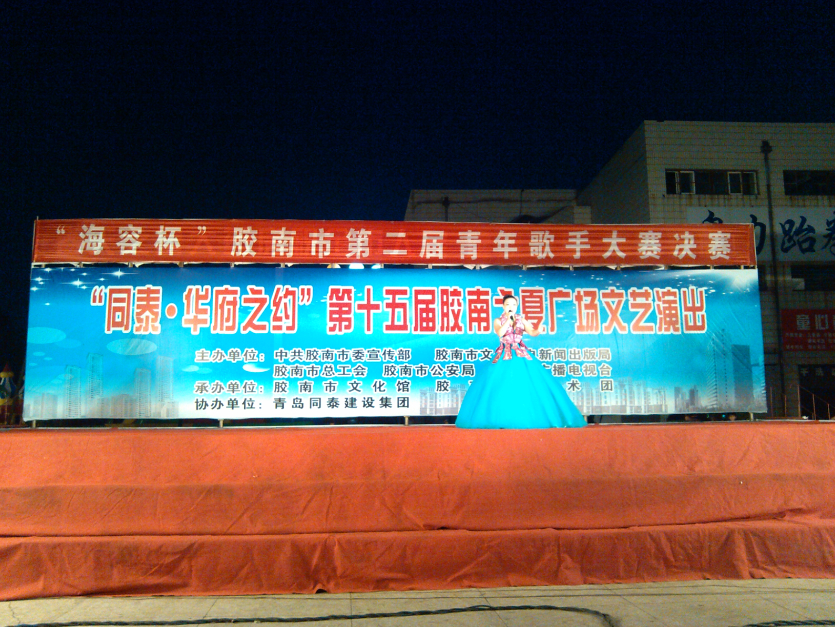 “海容杯”胶南市第二届青年歌手大赛决赛
“同泰·华府之约”第十五届胶南 夏广场文艺演出
主办单位：中共胶南市委宣传部 胶南市文 新闻出版局
胶南市总工会 胶南市公安局 播电视台
承办单位：胶南市文化馆 胶 术团
协办单位：青岛同泰建设集团
跆
童心